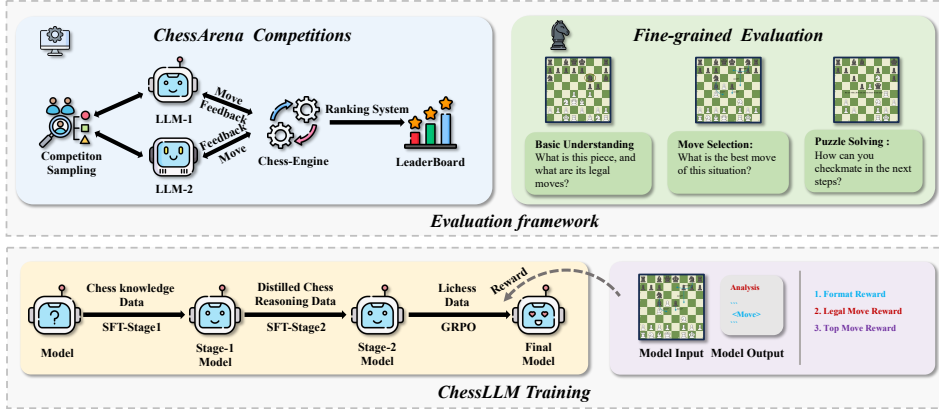 ChessArena Competitions
LLM-1
Move
Feedback
Feedback
Move
LLM-2
Competiton
Sampling
Chess-Engine
Ranking System
LeaderBoard
Fine-grained Evaluation
Basic Understanding
What is this piece, and
what are its legal
moves?
Move Selection:
What is the best move
of this situation?
Puzzle Solving :
How can you
checkmate in the next
steps?
Evaluation framework
Chess knowledge
Data
SFT-Stage1
Distilled Chess
Reasoning Data
SFT-Stage2
Lichess
Data
GRPO
Reward
Model
Stage-1
Model
Stage-2
Model
Final
Model
Analysis
...
<Move>
...
Model Input
Model Output
1. Format Reward
2. Legal Move Reward
3. Top Move Reward
ChessLLM Training